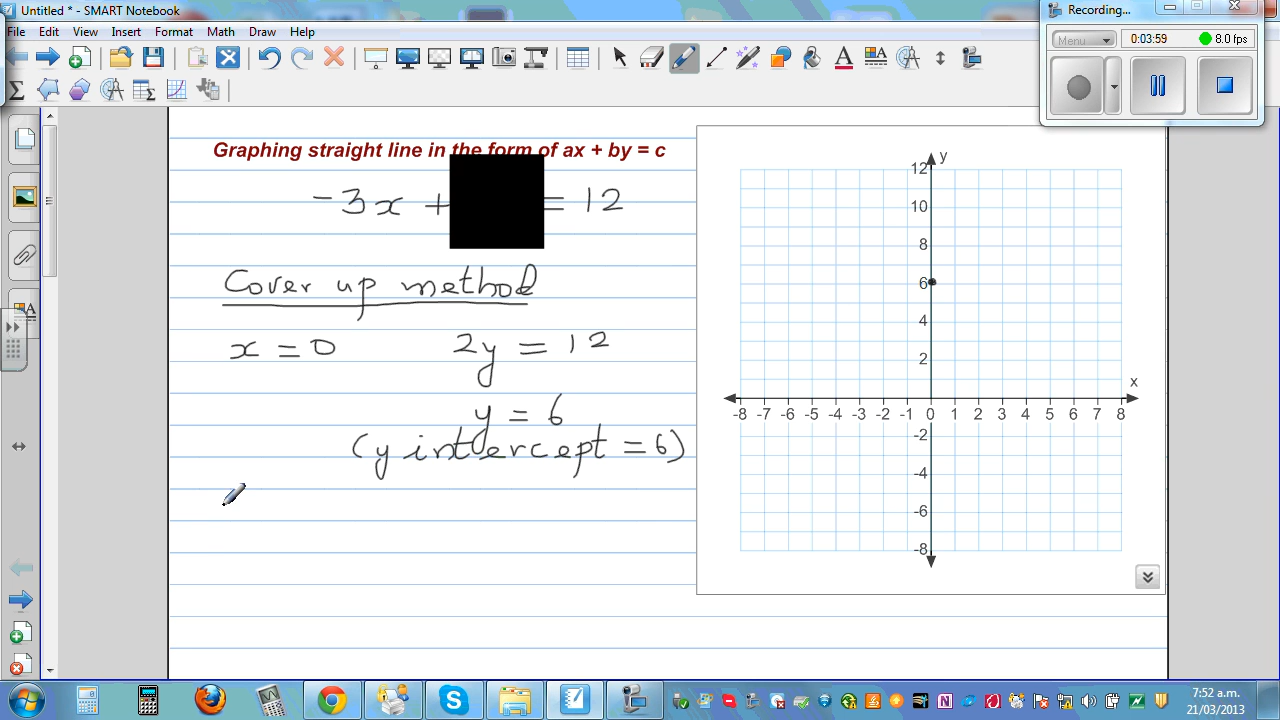 Untitled * - SMART Notebook
Recording...
File Edit View Insert Format Math Draw Help
Menu 0:03:59 8.0 fps
Graphing straight line in the form of ax + by = c
-3x + = 12
Cover up method
x = 0 2y = 12
y = 6
(y intercept = 6)
y
12
10
8
6
4
2
x
-8 -7 -6 -5 -4 -3 -2 -1 0 1 2 3 4 5 6 7 8
-2
-4
-6
-8
7:52 a.m.
21/03/2013